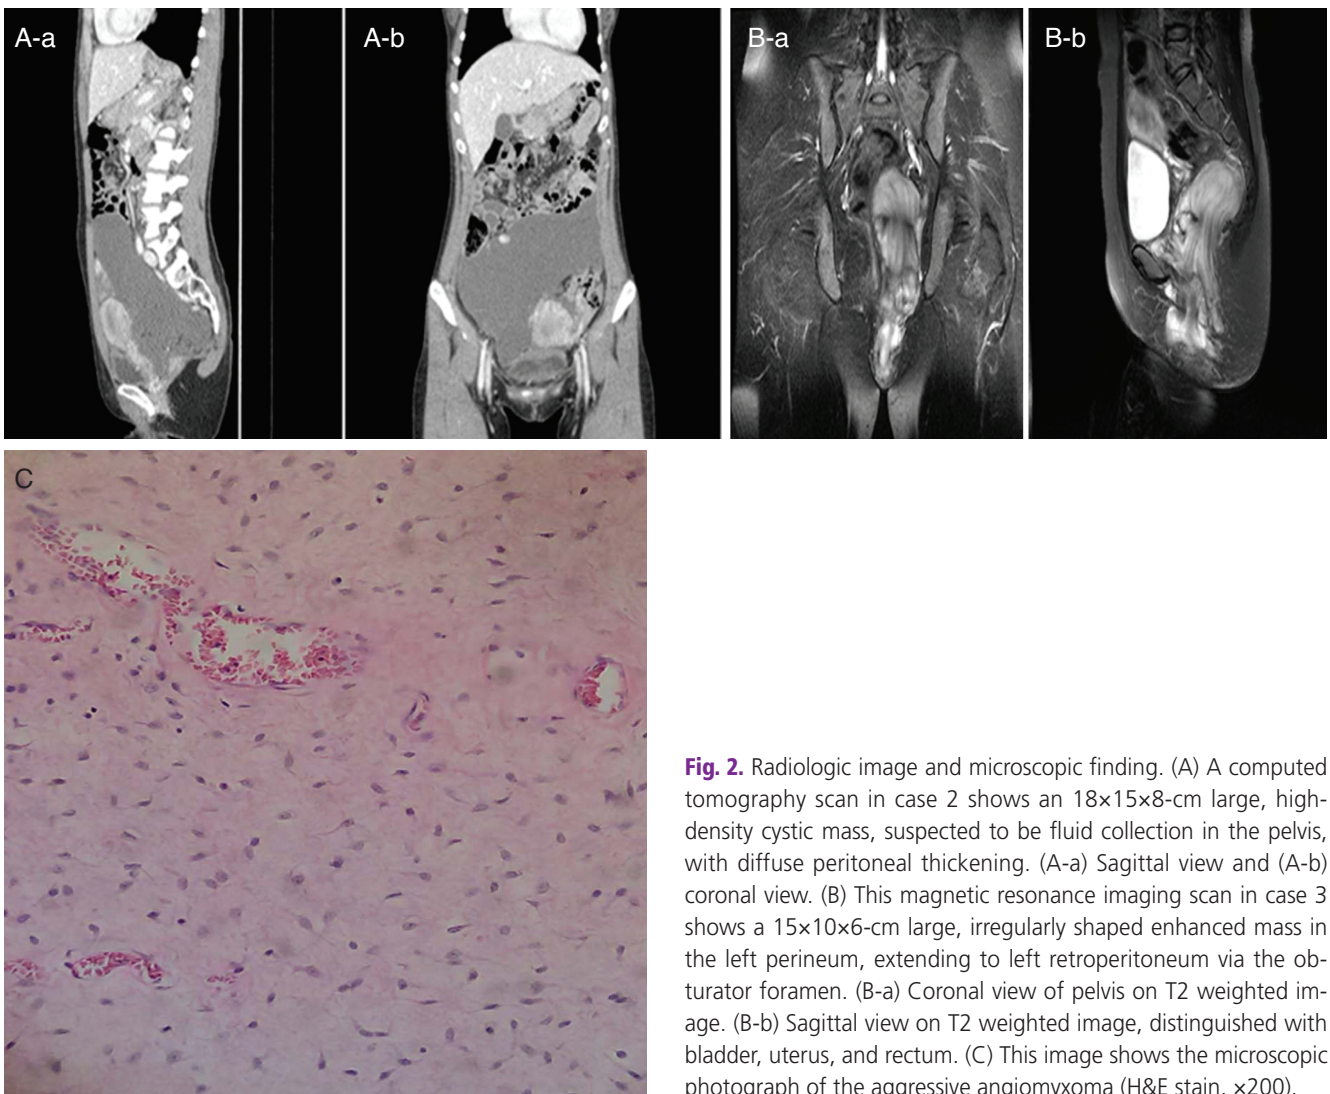 A-a
A-b
B-a
B-b
C
Fig. 2. Radiologic image and microscopic finding. (A) A computed
tomography scan in case 2 shows an 18×15×8-cm large, high-
density cystic mass, suspected to be fluid collection in the pelvis,
with diffuse peritoneal thickening. (A-a) Sagittal view and (A-b)
coronal view. (B) This magnetic resonance imaging scan in case 3
shows a 15×10×6-cm large, irregularly shaped enhanced mass in
the left perineum, extending to left retroperitoneum via the ob-
turator foramen. (B-a) Coronal view of pelvis on T2 weighted im-
age. (B-b) Sagittal view on T2 weighted image, distinguished with
bladder, uterus, and rectum. (C) This image shows the microscopic
photograph of the aggressive angiomyxoma (H&E stain, ×200).